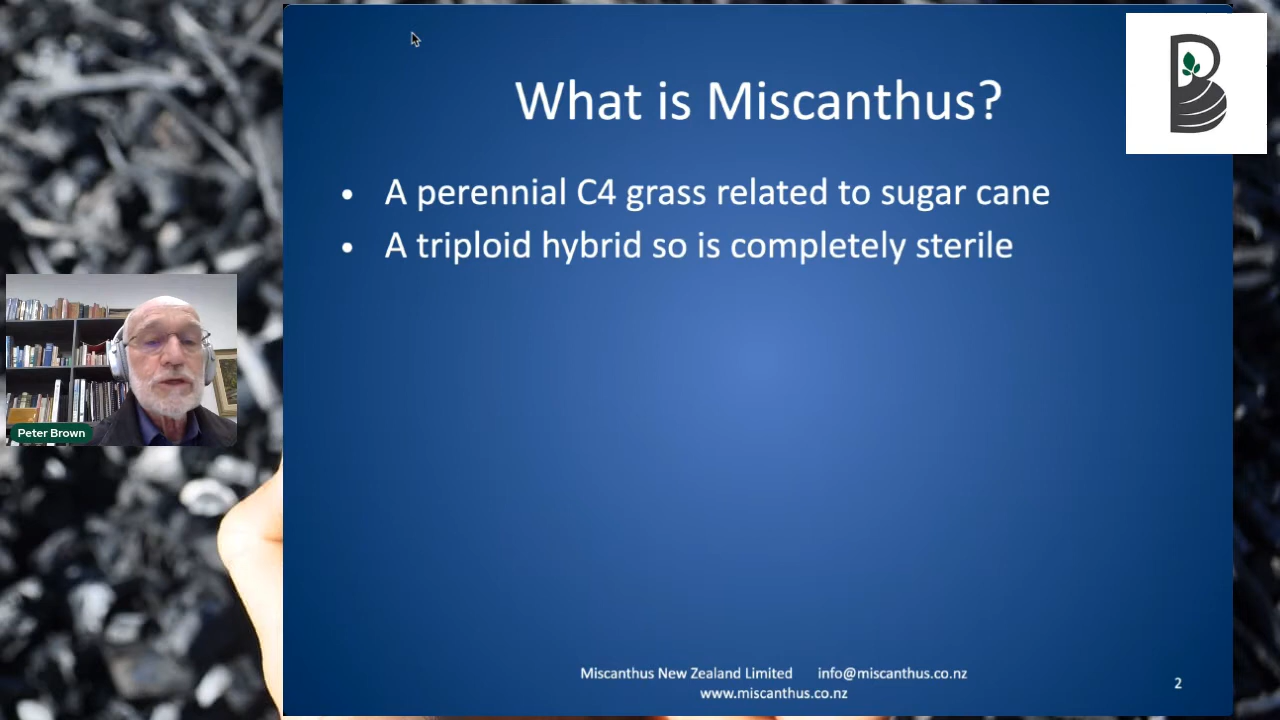 What is Miscanthus?
• A perennial C4 grass related to sugar cane
• A triploid hybrid so is completely sterile
Peter Brown
Miscanthus New Zealand Limited info@miscanthus.co.nz
www.miscanthus.co.nz
2